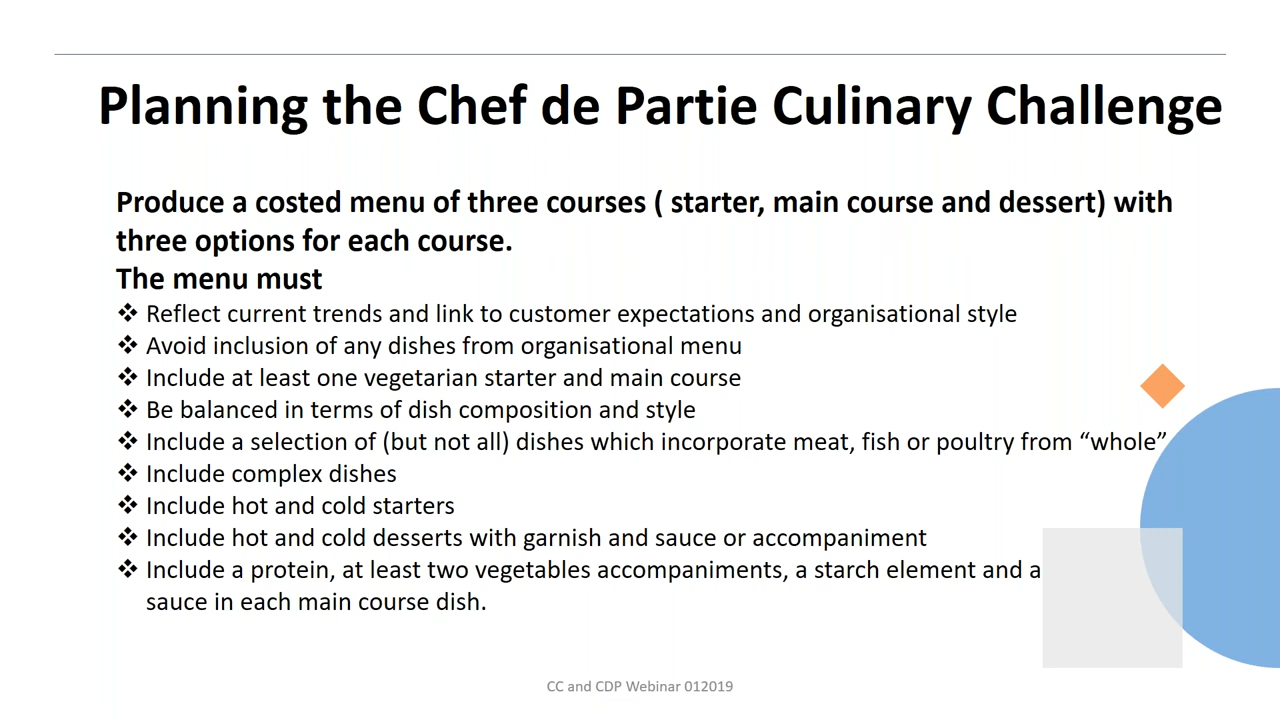 Planning the Chef de Partie Culinary Challenge
Produce a costed menu of three courses ( starter, main course and dessert) with
three options for each course.
The menu must
❖ Reflect current trends and link to customer expectations and organisational style
❖ Avoid inclusion of any dishes from organisational menu
❖ Include at least one vegetarian starter and main course
❖ Be balanced in terms of dish composition and style
❖ Include a selection of (but not all) dishes which incorporate meat, fish or poultry from “whole”
❖ Include complex dishes
❖ Include hot and cold starters
❖ Include hot and cold desserts with garnish and sauce or accompaniment
❖ Include a protein, at least two vegetables accompaniments, a starch element and a
sauce in each main course dish.
CC and CDP Webinar 012019